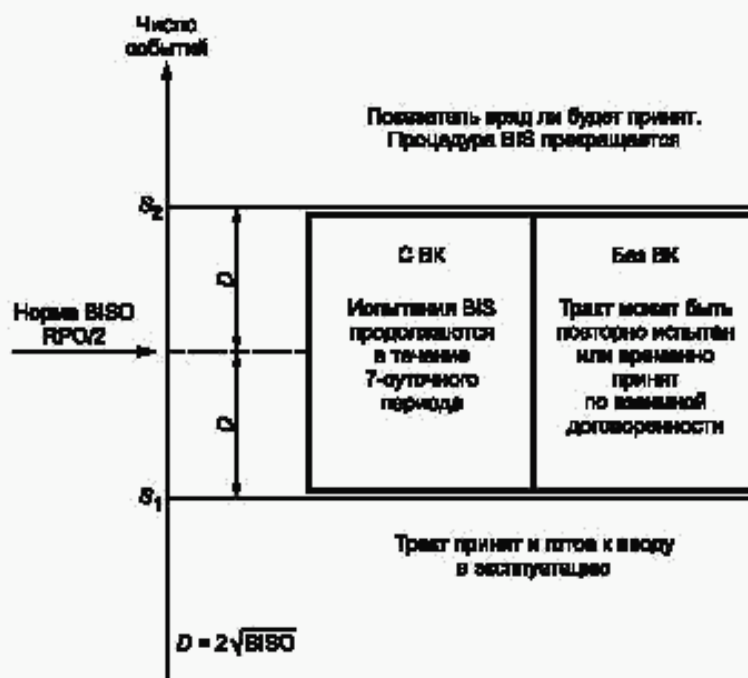 Число
событий
Показатель вряд ли будет принят.
Процедура BIS прекращается
S2
D
С ВК
Без ВК
Норма BISO
RPO/2
Испытания BIS
продолжаются
в течение
7-суточного
периода
Тракт может быть
повторно испытан
или временно
принят
по взаимной
договоренности
D
S1
Тракт принят и готов к вводу
в эксплуатацию
D = 2√BISO